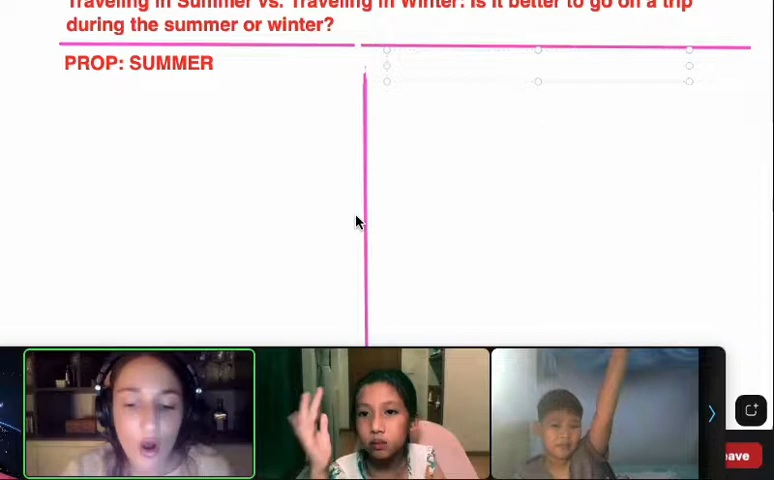 Traveling in Summer vs. Traveling in Winter: Is it better to go on a trip
during the summer or winter?
PROP: SUMMER
eave